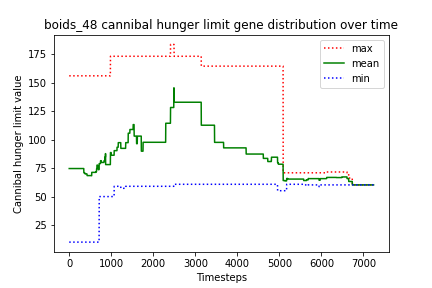 boids_48 cannibal hunger limit gene distribution over time
Cannibal hunger limit value
175
150
125
100
75
50
25
max
mean
min
0 1000 2000 3000 4000 5000 6000 7000
Timesteps